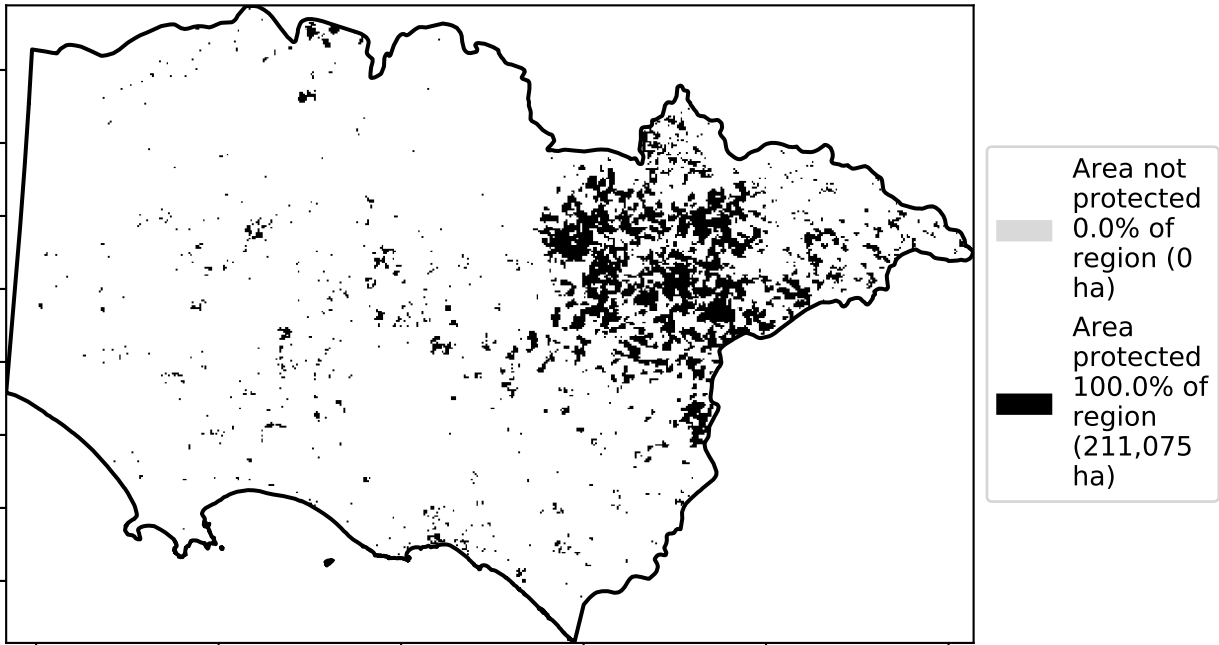 Area not
protected
0.0% of
region (0
ha)
Area
protected
100.0% of
region
(211,075
ha)